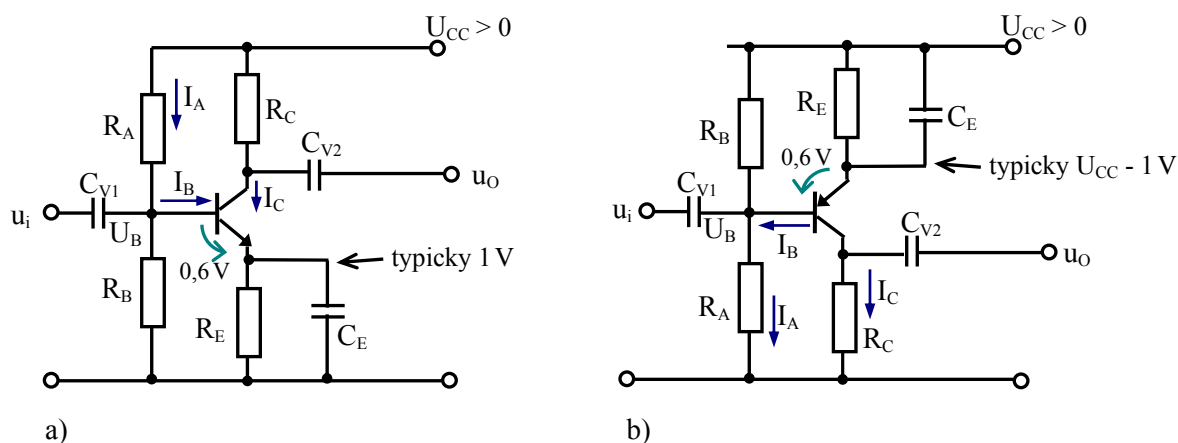 U_CC > 0
I_A
R_A
R_C
C_V2
C_V1
I_B
u_O
u_i
I_C
U_B
0,6 V
typicky 1 V
R_B
R_E
C_E
a)
U_CC > 0
R_E
R_B
C_E
0,6 V
typicky U_CC - 1 V
C_V1
u_i
U_B
I_B
C_V2
u_O
R_A
I_A
I_C
R_C
b)